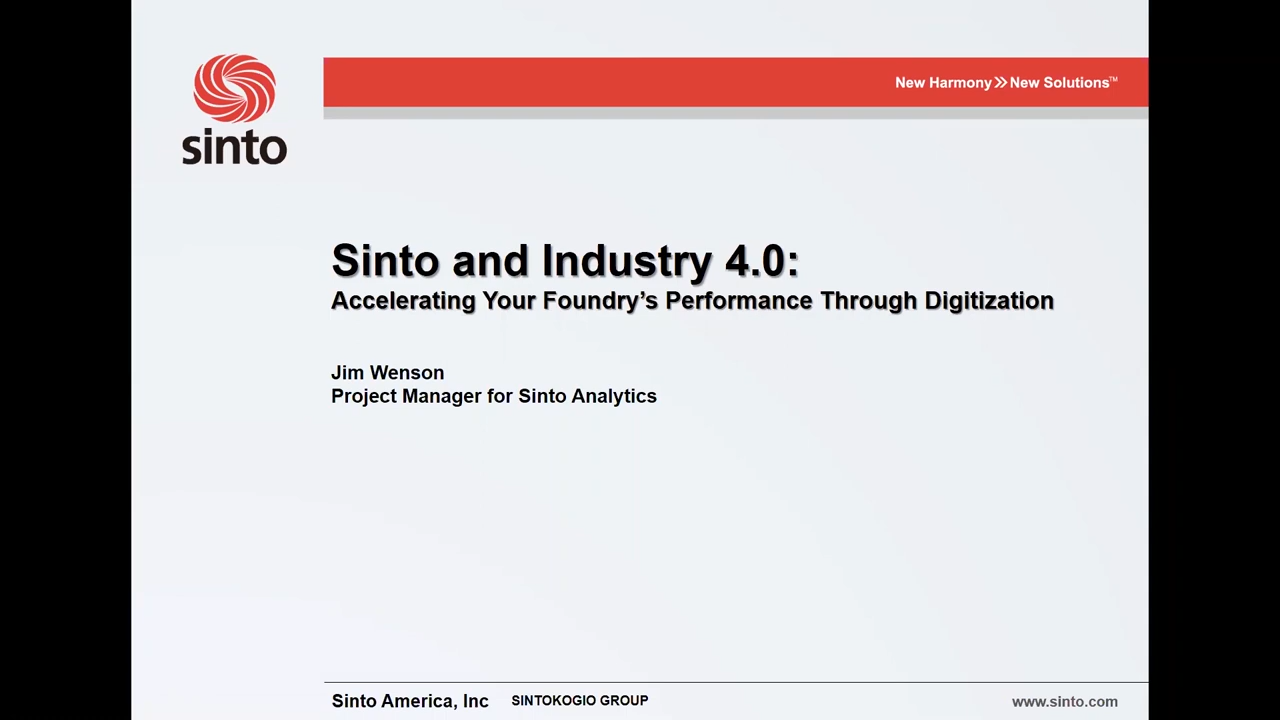 New Harmony >> New Solutions™
sinto
Sinto and Industry 4.0:
Accelerating Your Foundry’s Performance Through Digitization
Jim Wenson
Project Manager for Sinto Analytics
Sinto America, Inc SINTOKOGIO GROUP www.sinto.com